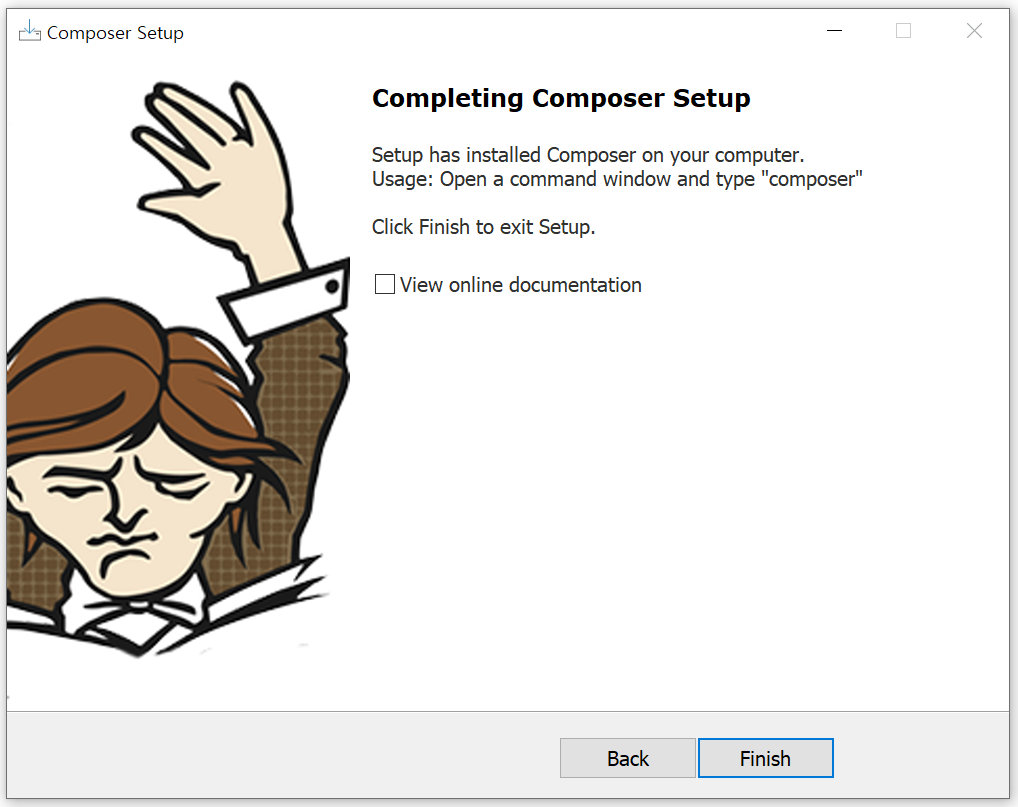 Composer Setup
Completing Composer Setup
Setup has installed Composer on your computer.
Usage: Open a command window and type "composer"
Click Finish to exit Setup.
View online documentation
Back
Finish